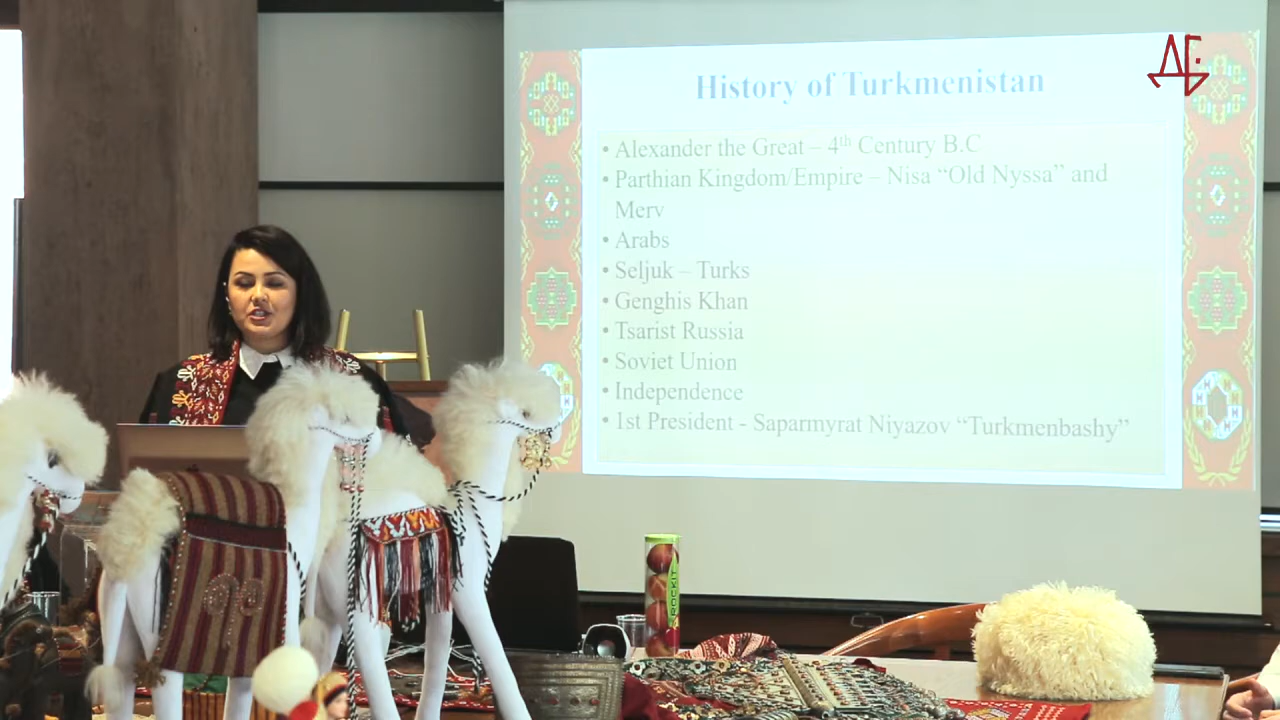 History of Turkmenistan
• Alexander the Great – 4th Century B.C
• Parthian Kingdom/Empire – Nisa “Old Nyssa” and
Merv
• Arabs
• Seljuk – Turks
• Genghis Khan
• Tsarist Russia
• Soviet Union
• Independence
• 1st President - Saparmyrat Niyazov “Turkmenbashy”
ROCKIT